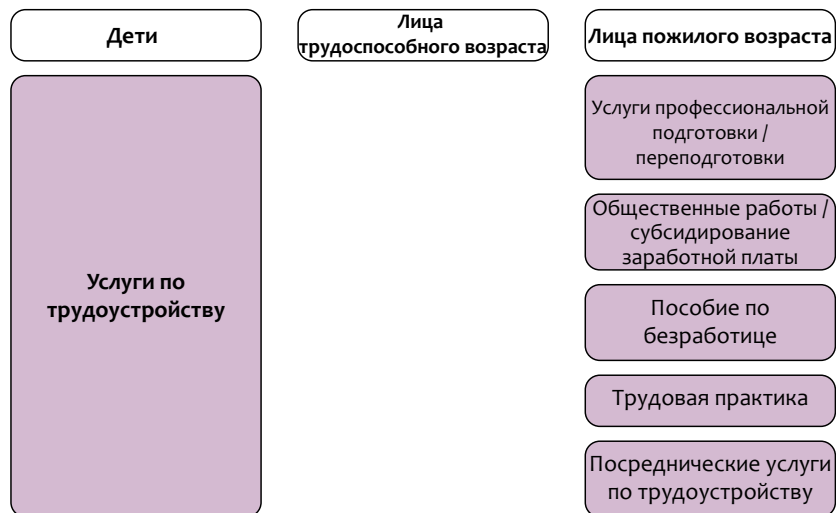 Дети
Лица
трудоспособного возраста
Лица пожилого возраста
Услуги по
трудоустройству
Услуги профессиональной
подготовки /
переподготовки
Общественные работы /
субсидирование
заработной платы
Пособие по
безработице
Трудовая практика
Посреднические услуги
по трудоустройству